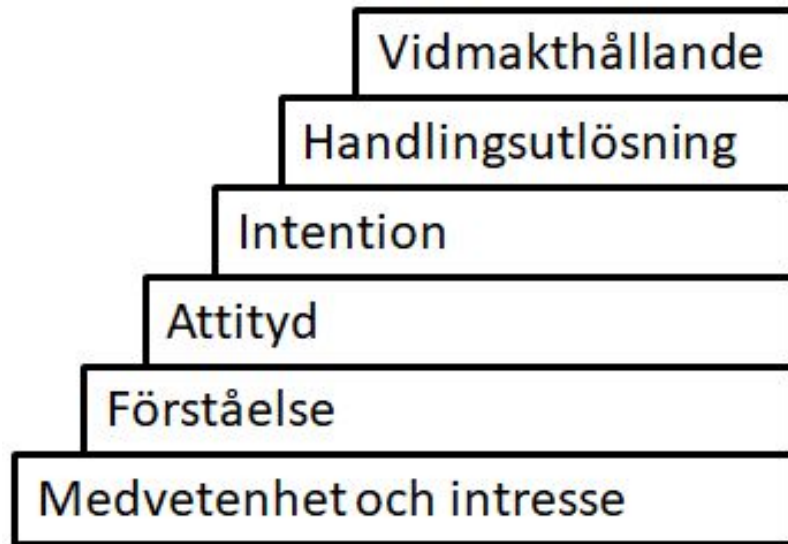 Vidmakthållande
Handlingsutlösning
Intention
Attityd
Förståelse
Medvetenhet och intresse